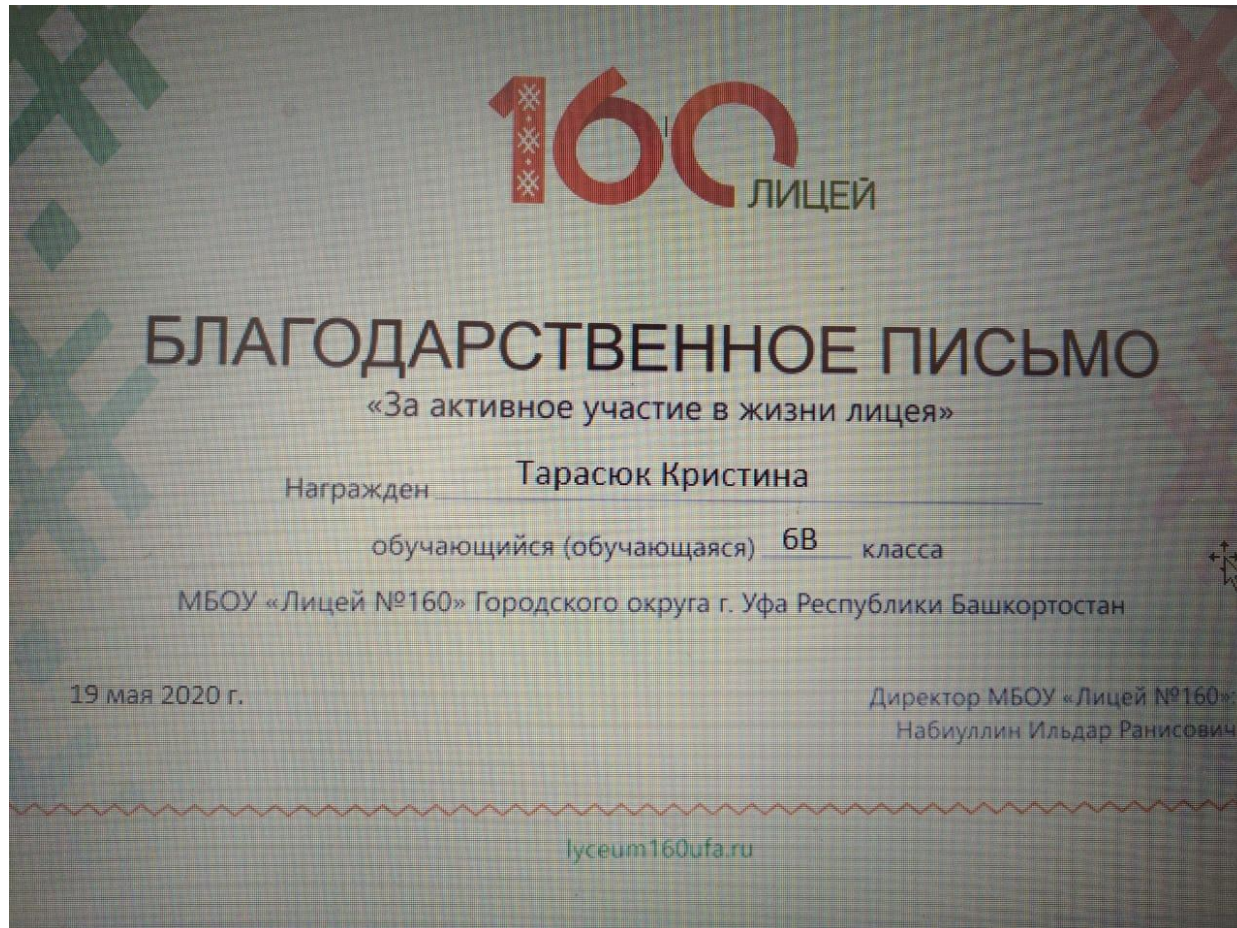 160
ЛИЦЕЙ
БЛАГОДАРСТВЕННОЕ ПИСЬМО
«За активное участие в жизни лицея»
Награжден Тарасюк Кристина
обучающийся (обучающаяся) 6В класса
МБОУ «Лицей №160» Городского округа г. Уфа Республики Башкортостан
19 мая 2020 г.
Директор МБОУ «Лицей №160»:
Набиуллин Ильдар Ранисович
lyceum160ufa.ru